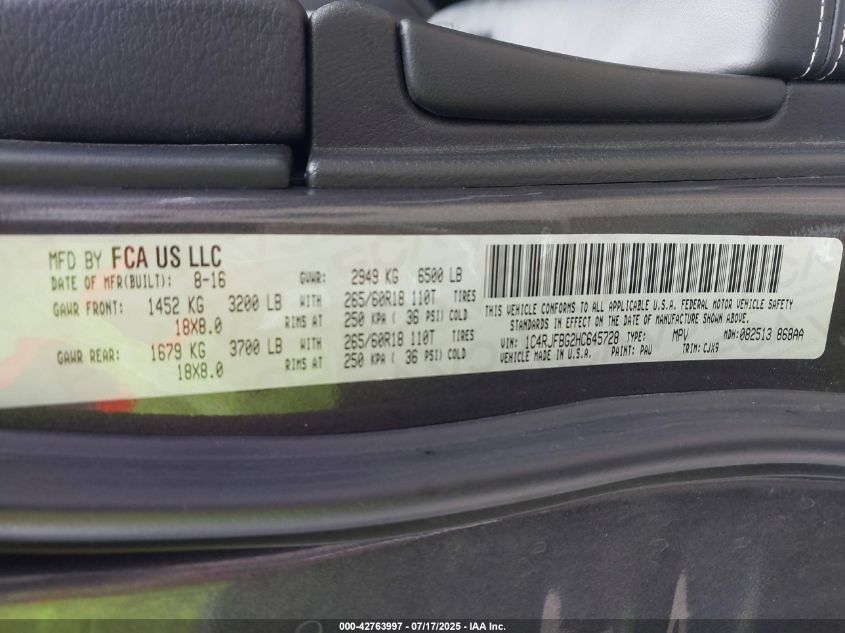 MFD BY FCA US LLC
DATE OF MFR(BUILT): 8-16 GVWR: 2949 KG 6500 LB
GAWR FRONT: 1452 KG 3200 LB WITH 265/60R18 110T TIRES
18X8.0 RIMS AT 250 KPA ( 36 PSI) COLD
GAWR REAR: 1679 KG 3700 LB WITH 265/60R18 110T TIRES
18X8.0 RIMS AT 250 KPA ( 36 PSI) COLD
THIS VEHICLE CONFORMS TO ALL APPLICABLE U.S.A. FEDERAL MOTOR VEHICLE SAFETY
STANDARDS IN EFFECT ON THE DATE OF MANUFACTURE SHOWN ABOVE.
VIN: 1C4RJFBG2HC645728 TYPE: MPV MDH: 082513 868AA
VEHICLE MADE IN U.S.A. PAINT: PAU TRIM: CJX9
000-42763997 - 07/17/2025 - IAA Inc.